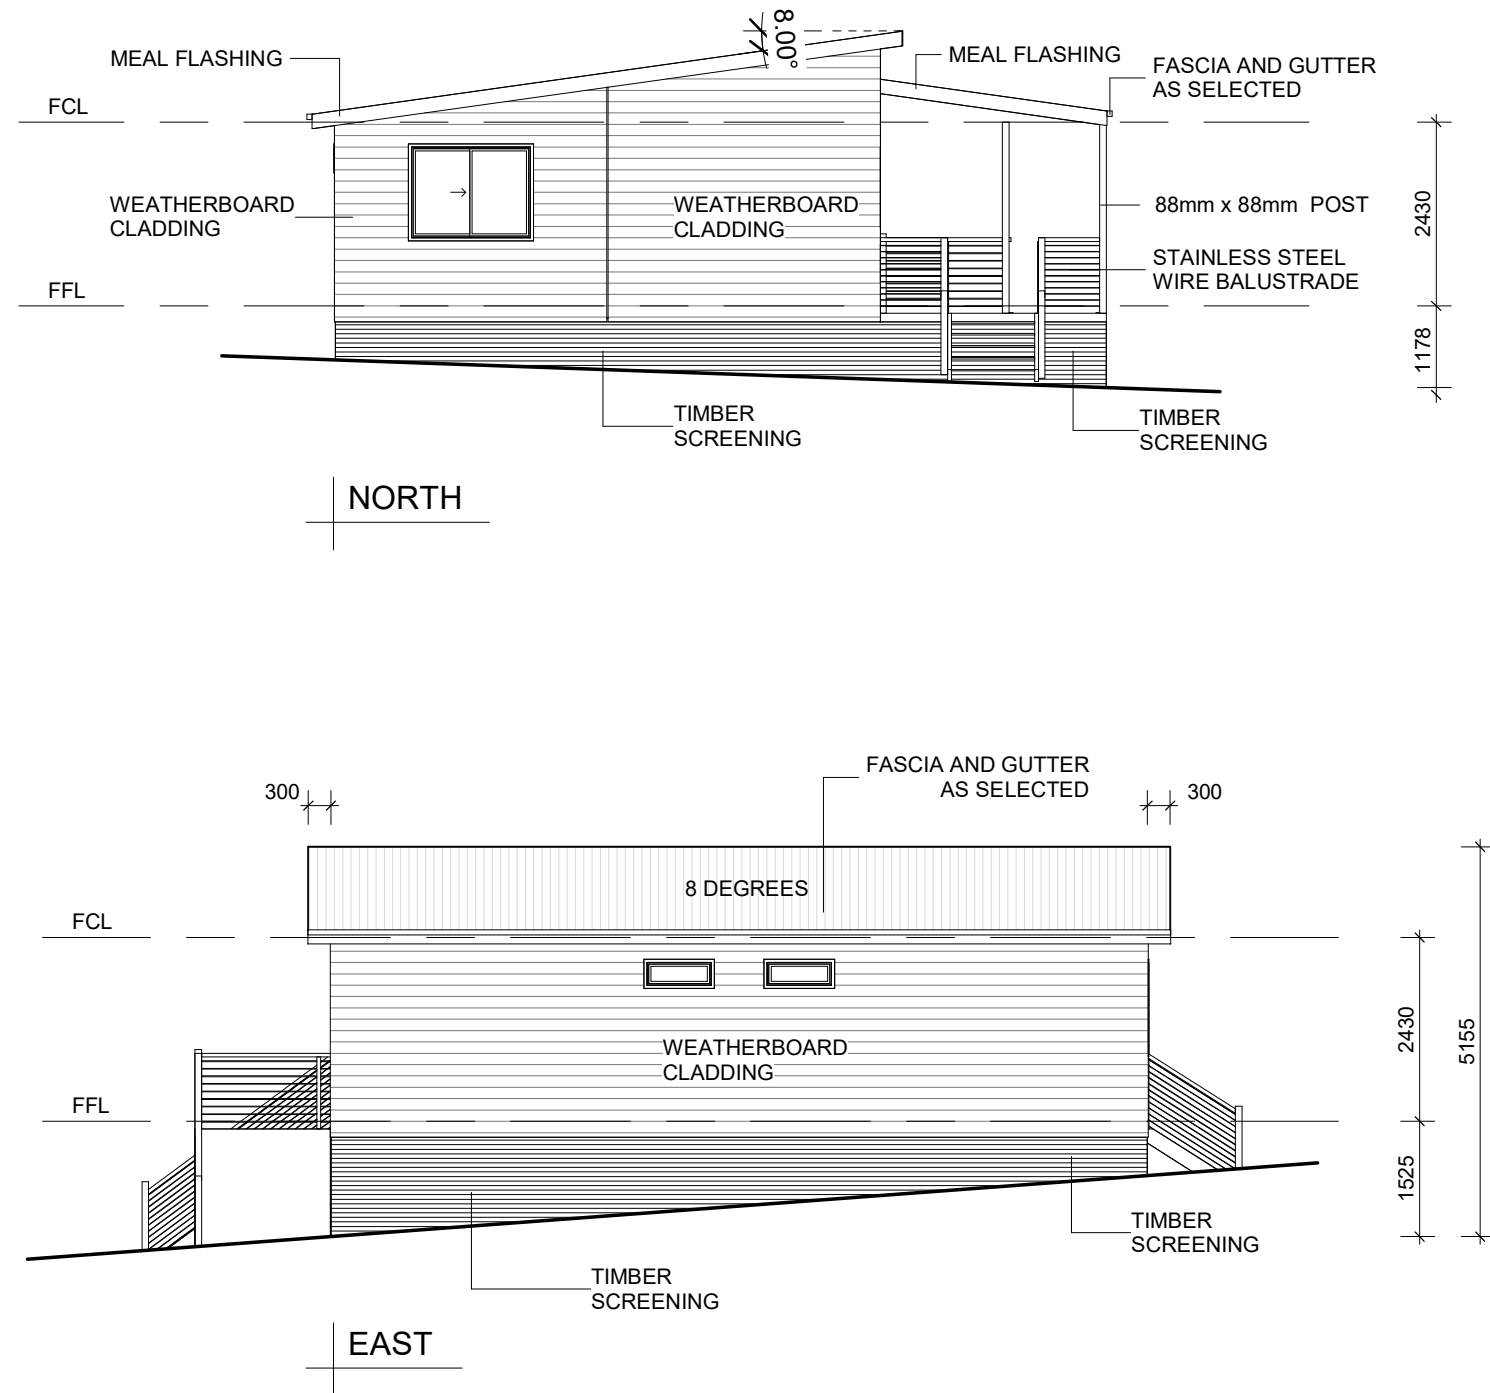 8.00°
MEAL FLASHING
MEAL FLASHING
FASCIA AND GUTTER
AS SELECTED
FCL
WEATHERBOARD
CLADDING
WEATHERBOARD
CLADDING
88mm x 88mm POST
2430
STAINLESS STEEL
WIRE BALUSTRADE
FFL
1178
TIMBER
SCREENING
TIMBER
SCREENING
NORTH
FASCIA AND GUTTER
AS SELECTED
300
300
8 DEGREES
FCL
2430
5155
WEATHERBOARD
CLADDING
FFL
1525
TIMBER
SCREENING
TIMBER
SCREENING
EAST